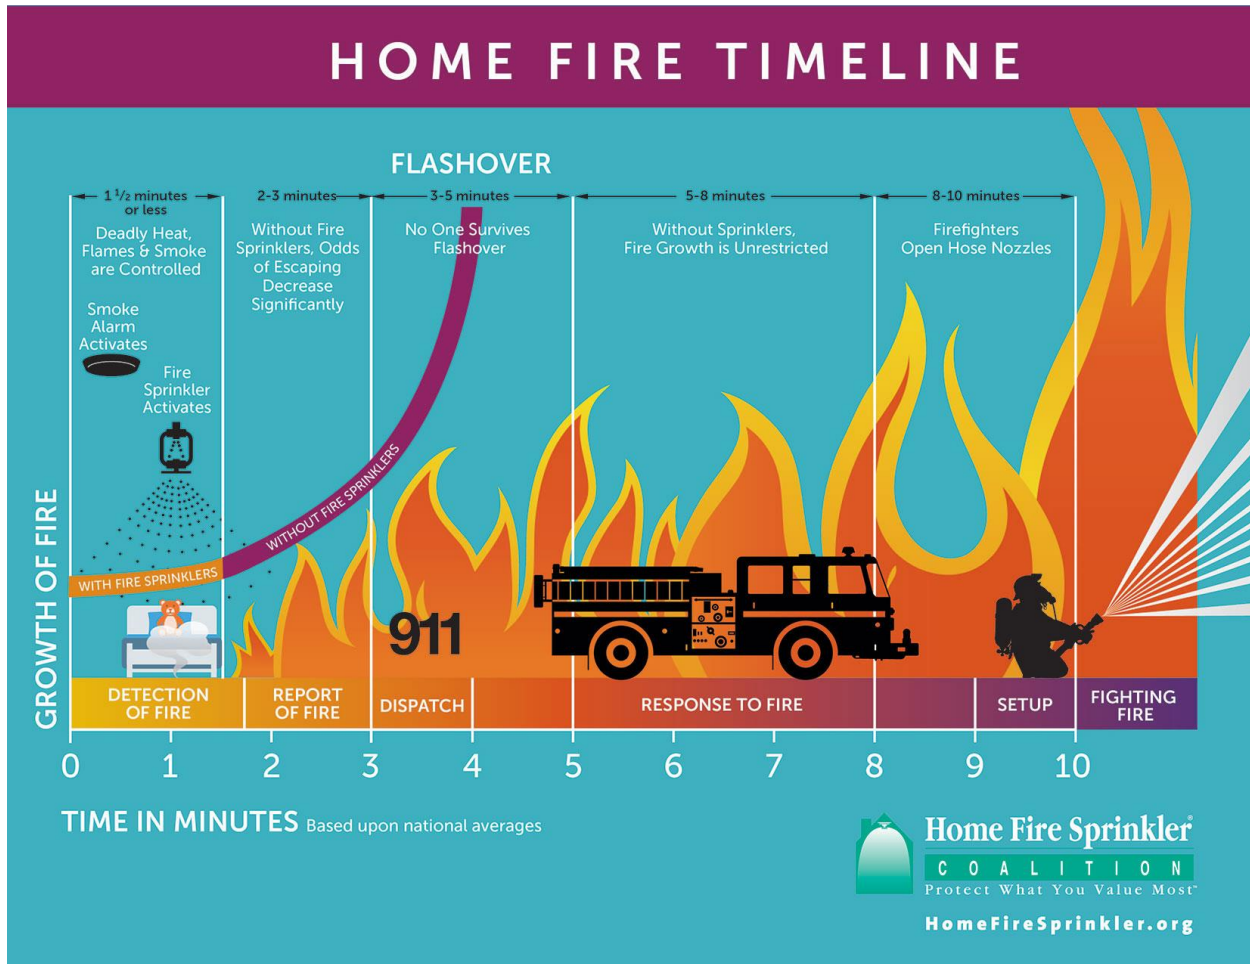 HOME FIRE TIMELINE
FLASHOVER
1 1/2 minutes
or less
Deadly Heat,
Flames & Smoke
are Controlled
2-3 minutes
Without Fire
Sprinklers, Odds
of Escaping
Decrease
Significantly
3-5 minutes
No One Survives
Flashover
5-8 minutes
Without Sprinklers,
Fire Growth is Unrestricted
8-10 minutes
Firefighters
Open Hose Nozzles
Smoke
Alarm
Activates
Fire
Sprinkler
Activates
GROWTH OF FIRE
WITH FIRE SPRINKLERS
WITHOUT FIRE SPRINKLERS
911
DETECTION
OF FIRE
REPORT
OF FIRE
DISPATCH
RESPONSE TO FIRE
SETUP
FIGHTING
FIRE
0 1 2 3 4 5 6 7 8 9 10
TIME IN MINUTES Based upon national averages
Home Fire Sprinkler®
COALITION
Protect What You Value Most™
HomeFireSprinkler.org